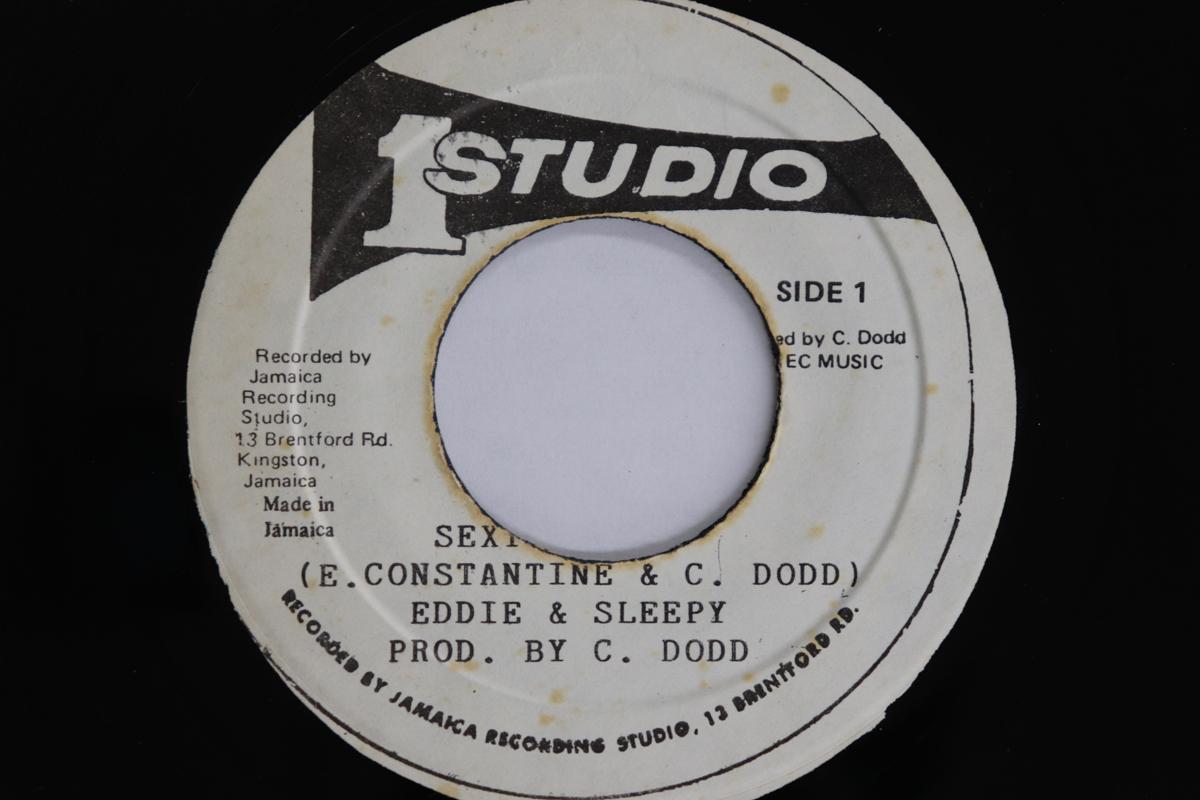 1 STUDIO
SIDE 1
ed by C. Dodd
EC MUSIC
Recorded by
Jamaica
Recording
Studio,
13 Brentford Rd.
Kingston,
Jamaica
Made in
Jamaica
(E.CONSTANTINE & C. DODD)
EDDIE & SLEEPY
PROD. BY C. DODD
RECORDED BY JAMAICA RECORDING STUDIO, 13 BRENTFORD RD.